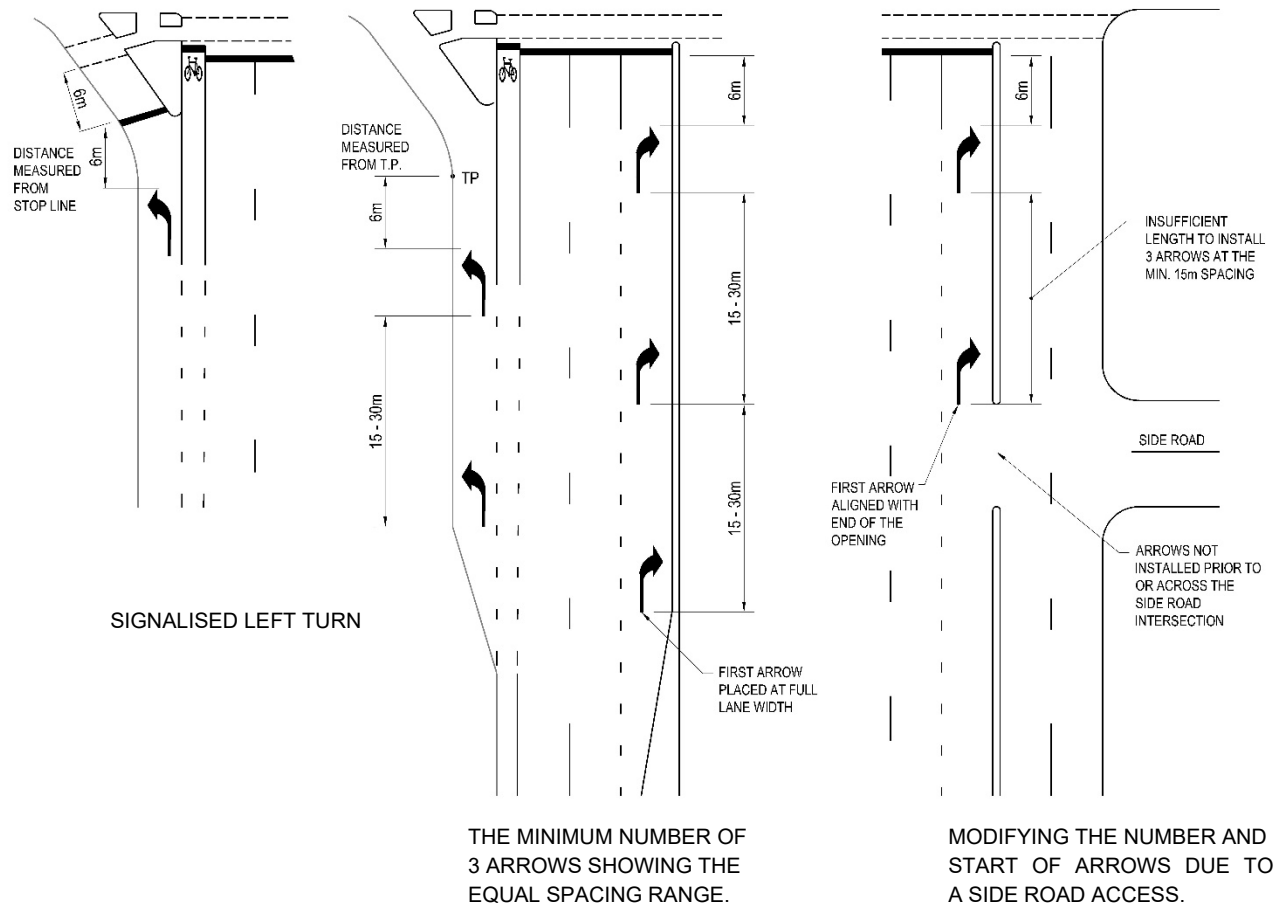 6m
6m
DISTANCE
MEASURED
FROM
STOP LINE
SIGNALISED LEFT TURN
DISTANCE
MEASURED
FROM T.P.
TP
6m
15 - 30m
6m
15 - 30m
15 - 30m
FIRST ARROW
PLACED AT FULL
LANE WIDTH
THE MINIMUM NUMBER OF
3 ARROWS SHOWING THE
EQUAL SPACING RANGE.
6m
INSUFFICIENT
LENGTH TO INSTALL
3 ARROWS AT THE
MIN. 15m SPACING
SIDE ROAD
FIRST ARROW
ALIGNED WITH
END OF THE
OPENING
ARROWS NOT
INSTALLED PRIOR TO
OR ACROSS THE
SIDE ROAD
INTERSECTION
MODIFYING THE NUMBER AND
START OF ARROWS DUE TO
A SIDE ROAD ACCESS.